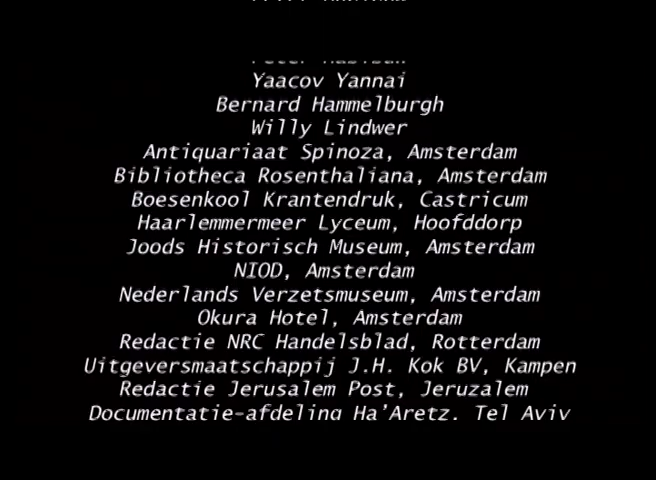 Yaacov Yannai
Bernard Hammelburgh
Willy Lindwer
Antiquariaat Spinoza, Amsterdam
Bibliotheca Rosenthaliana, Amsterdam
Boesenkool Krantendruk, Castricum
Haarlemmermeer Lyceum, Hoofddorp
Joods Historisch Museum, Amsterdam
NIOD, Amsterdam
Nederlands Verzetsmuseum, Amsterdam
Okura Hotel, Amsterdam
Redactie NRC Handelsblad, Rotterdam
Uitgeversmaatschappij J.H. Kok BV, Kampen
Redactie Jerusalem Post, Jeruzalem
Documentatie-afdeling Ha'Aretz. Tel Aviv